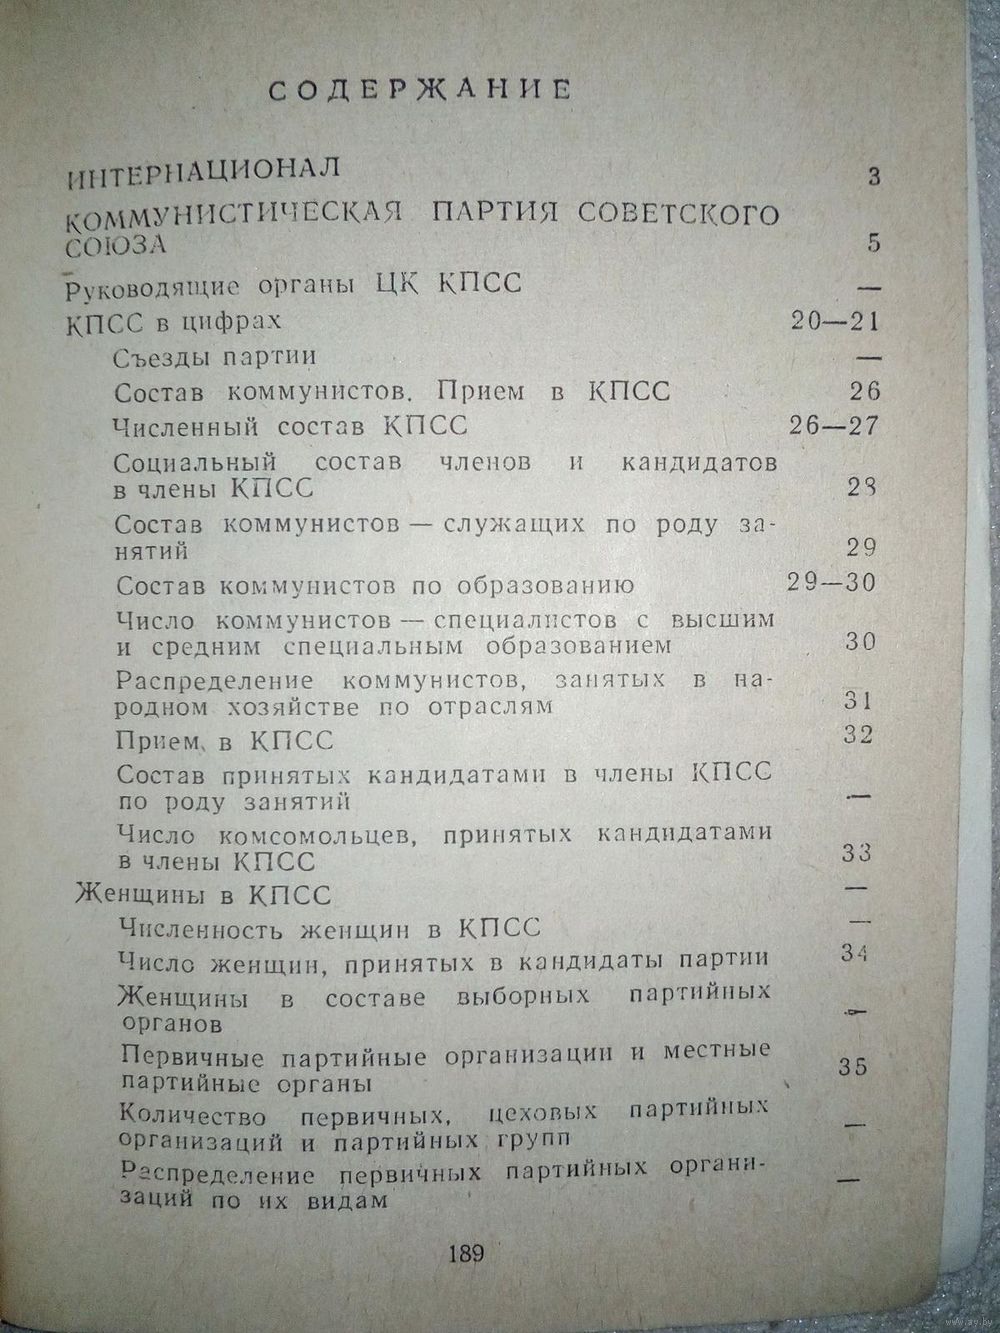 СОДЕРЖАНИЕ
ИНТЕРНАЦИОНАЛ 3
КОММУНИСТИЧЕСКАЯ ПАРТИЯ СОВЕТСКОГО
СОЮЗА 5
Руководящие органы ЦК КПСС —
КПСС в цифрах 20—21
Съезды партии —
Состав коммунистов. Прием в КПСС 26
Численный состав КПСС 26—27
Социальный состав членов и кандидатов
в члены КПСС 28
Состав коммунистов — служащих по роду за-
нятий 29
Состав коммунистов по образованию 29—30
Число коммунистов — специалистов с высшим
и средним специальным образованием 30
Распределение коммунистов, занятых в на-
родном хозяйстве по отраслям 31
Прием в КПСС 32
Состав принятых кандидатами в члены КПСС
по роду занятий —
Число комсомольцев, принятых кандидатами
в члены КПСС 33
Женщины в КПСС —
Численность женщин в КПСС —
Число женщин, принятых в кандидаты партии 34
Женщины в составе выборных партийных
органов —
Первичные партийные организации и местные
партийные органы 35
Количество первичных, цеховых партийных
организаций и партийных групп —
Распределение первичных партийных органи-
заций по их видам —
189
www.ay.by